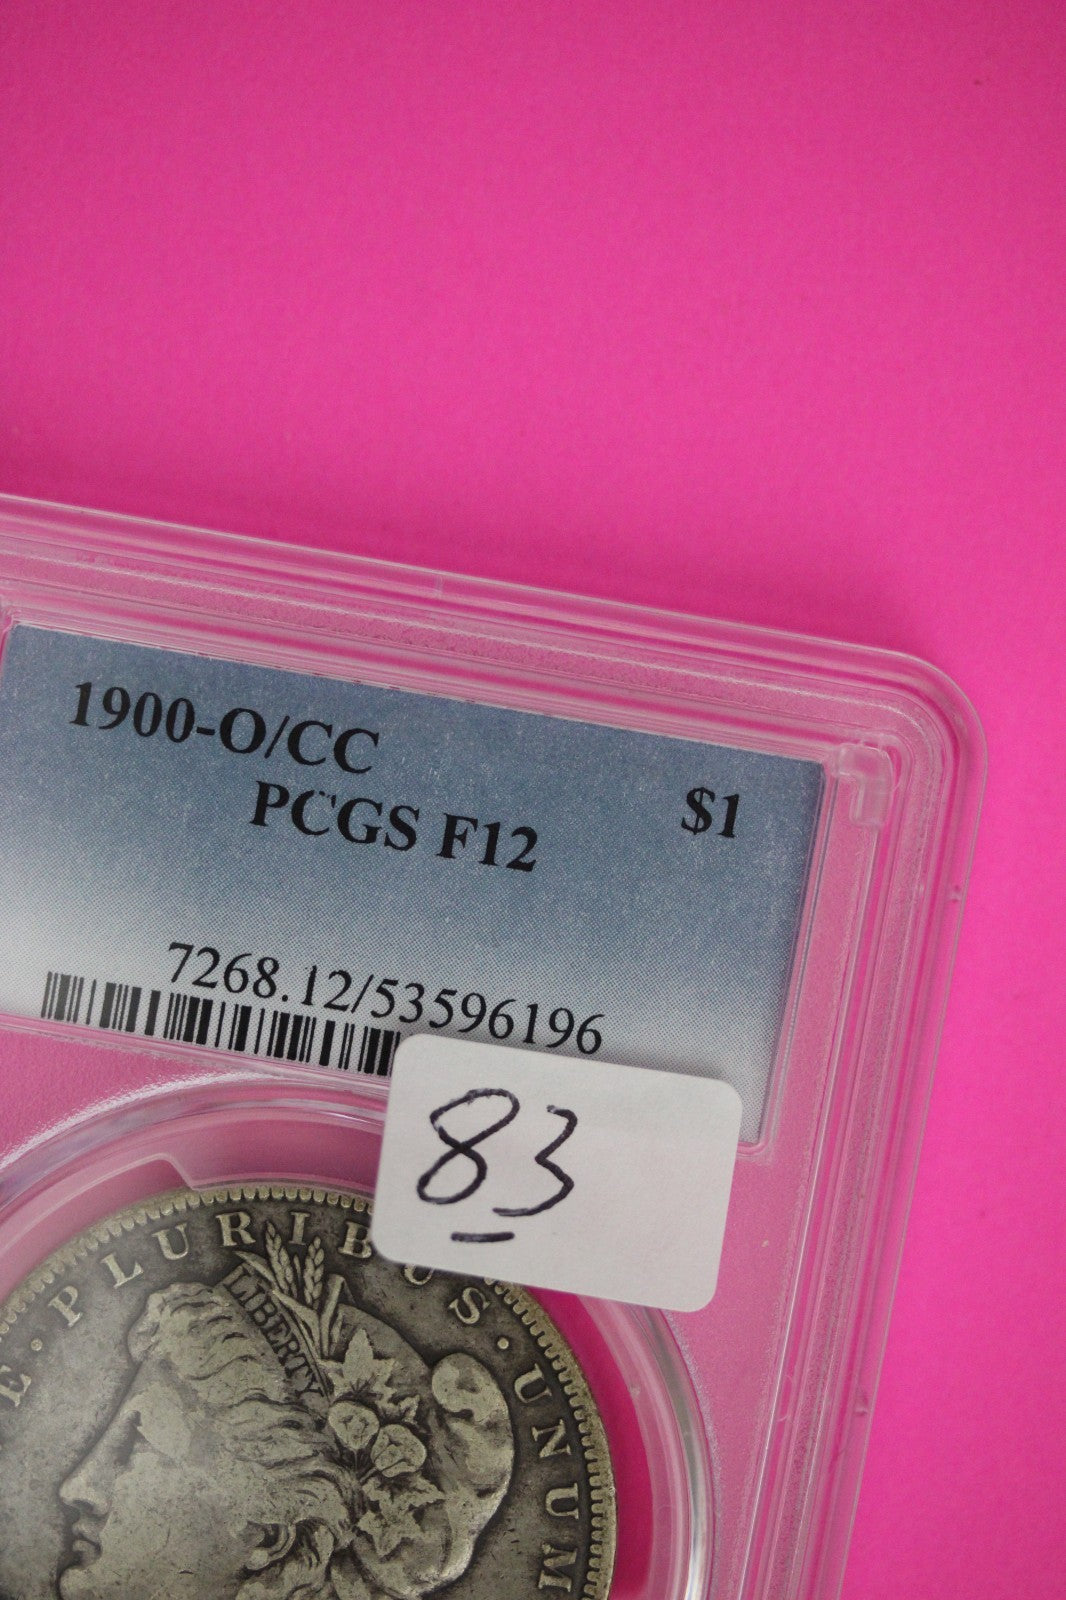 1900-O/CC
PCGS F12 $1
7268.12/53596196
83
E · PLURIBUS · UNUM
LIBERTY